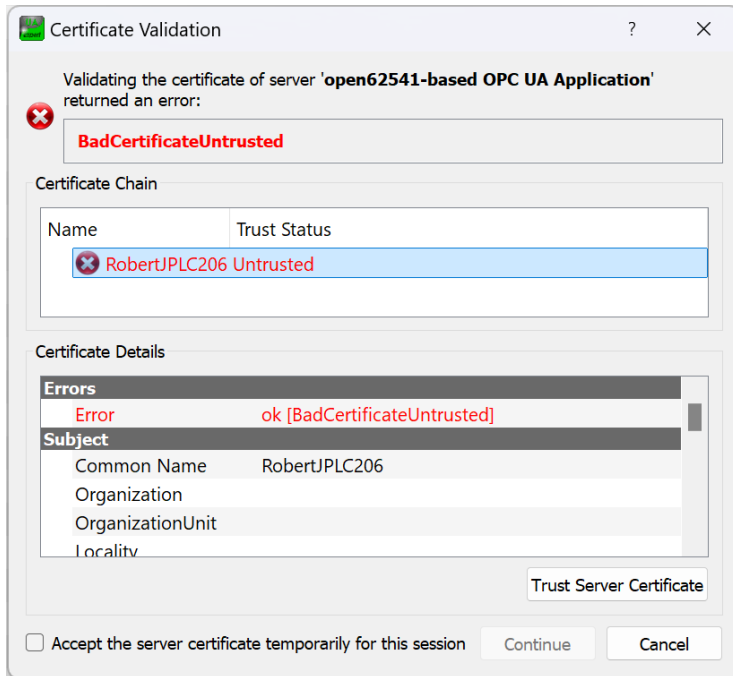 Certificate Validation
?
Validating the certificate of server 'open62541-based OPC UA Application'
returned an error:
BadCertificateUntrusted
Certificate Chain
Name Trust Status
RobertJPLC206 Untrusted
Certificate Details
Errors
Error ok [BadCertificateUntrusted]
Subject
Common Name RobertJPLC206
Organization
OrganizationUnit
Locality
Trust Server Certificate
Accept the server certificate temporarily for this session Continue Cancel